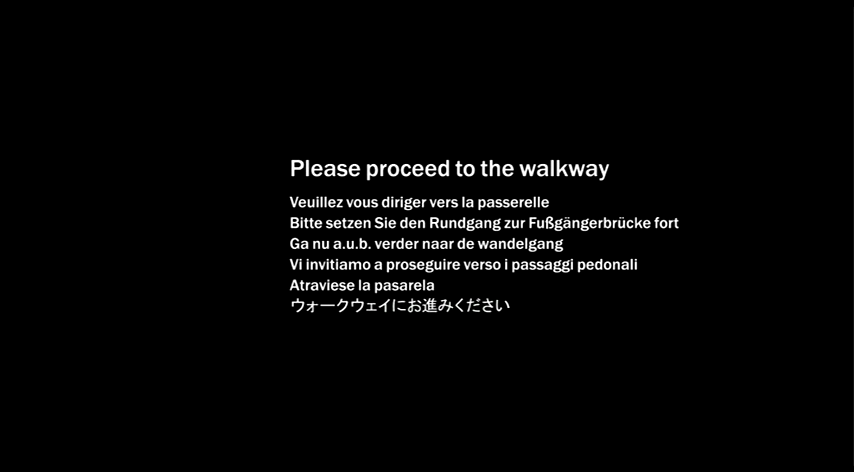 Please proceed to the walkway
Veuillez vous diriger vers la passerelle
Bitte setzen Sie den Rundgang zur Fußgängerbrücke fort
Ga nu a.u.b. verder naar de wandelgang
Vi invitiamo a proseguire verso i passaggi pedonali
Atraviese la pasarela
ウォークウェイにお進みください